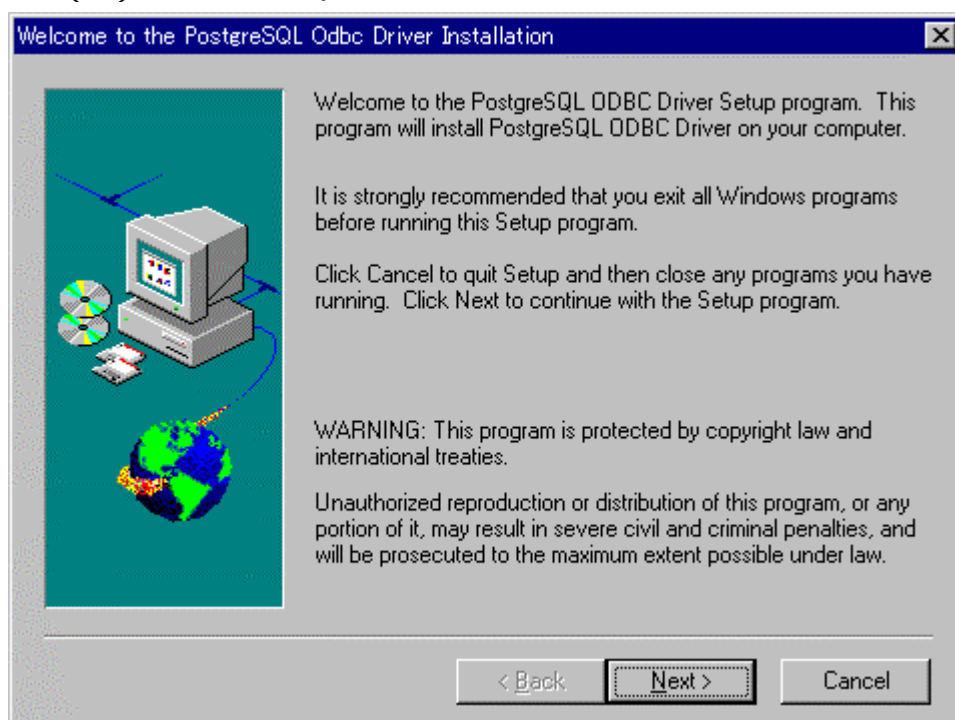 Welcome to the PostgreSQL Odbc Driver Installation
Welcome to the PostgreSQL ODBC Driver Setup program. This
program will install PostgreSQL ODBC Driver on your computer.
It is strongly recommended that you exit all Windows programs
before running this Setup program.
Click Cancel to quit Setup and then close any programs you have
running. Click Next to continue with the Setup program.
WARNING: This program is protected by copyright law and
international treaties.
Unauthorized reproduction or distribution of this program, or any
portion of it, may result in severe civil and criminal penalties, and
will be prosecuted to the maximum extent possible under law.
< Back
Next >
Cancel